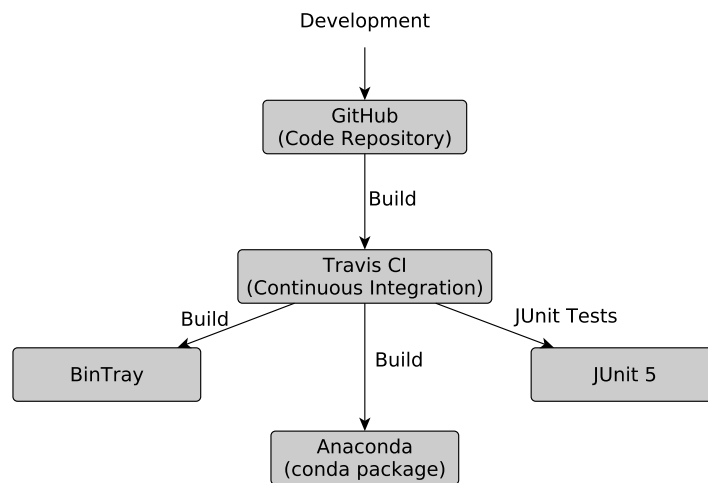 Development
GitHub
(Code Repository)
Build
Travis CI
(Continuous Integration)
Build
JUnit Tests
Build
BinTray
JUnit 5
Anaconda
(conda package)